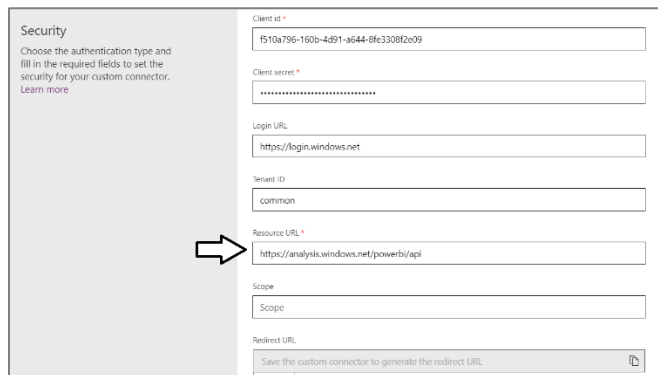 Security
Choose the authentication type and
fill in the required fields to set the
security for your custom connector.
Learn more
Client id *
f510a796-160b-4d91-a644-8fe3308f2e09
Client secret *
••••••••••••••••••••••••••••••••
Login URL
https://login.windows.net
Tenant ID
common
Resource URL *
https://analysis.windows.net/powerbi/api
Scope
Scope
Redirect URL
Save the custom connector to generate the redirect URL